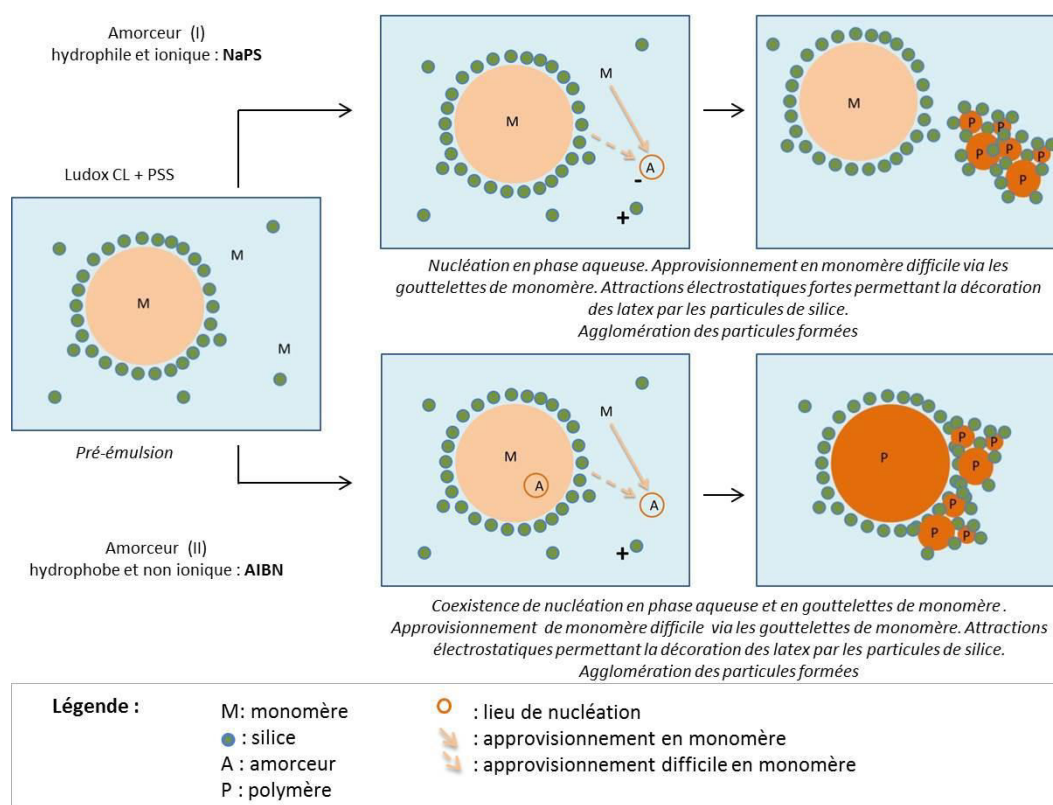 Amorceur (I)
hydrophile et ionique : NaPS
Ludox CL + PSS
M
M
M
Pré-émulsion
M
M
A
-
+
M
P
P
P
P
P
P
Nucléation en phase aqueuse. Approvisionnement en monomère difficile via les
gouttelettes de monomère. Attractions électrostatiques fortes permettant la décoration
des latex par les particules de silice.
Agglomération des particules formées
Amorceur (II)
hydrophobe et non ionique : AIBN
M
M
A
A
+
P
P
P
P
P
P
P
Coexistence de nucléation en phase aqueuse et en gouttelettes de monomère .
Approvisionnement de monomère difficile via les gouttelettes de monomère. Attractions
électrostatiques permettant la décoration des latex par les particules de silice.
Agglomération des particules formées
Légende :
M: monomère
: silice
A : amorceur
P : polymère
: lieu de nucléation
: approvisionnement en monomère
: approvisionnement difficile en monomère